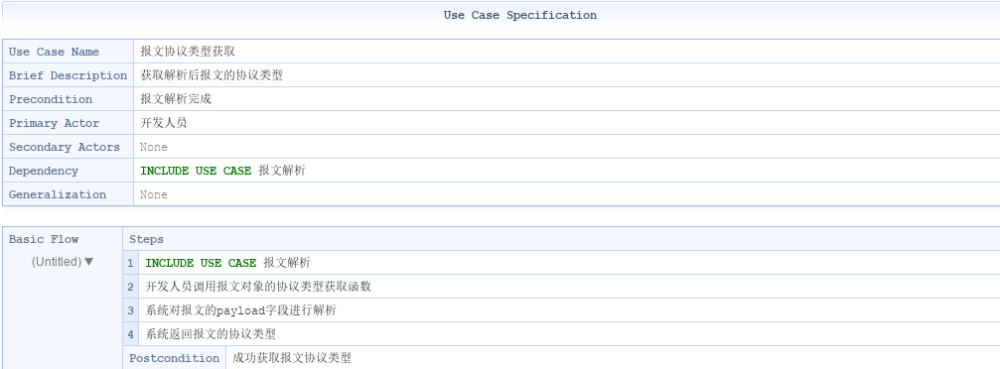 Use Case Specification
Use Case Name 报文协议类型获取
Brief Description 获取解析后报文的协议类型
Precondition 报文解析完成
Primary Actor 开发人员
Secondary Actors None
Dependency INCLUDE USE CASE 报文解析
Generalization None
Basic Flow Steps
(Untitled) ▼ 1 INCLUDE USE CASE 报文解析
2 开发人员调用报文对象的协议类型获取函数
3 系统对报文的payload字段进行解析
4 系统返回报文的协议类型
Postcondition 成功获取报文协议类型